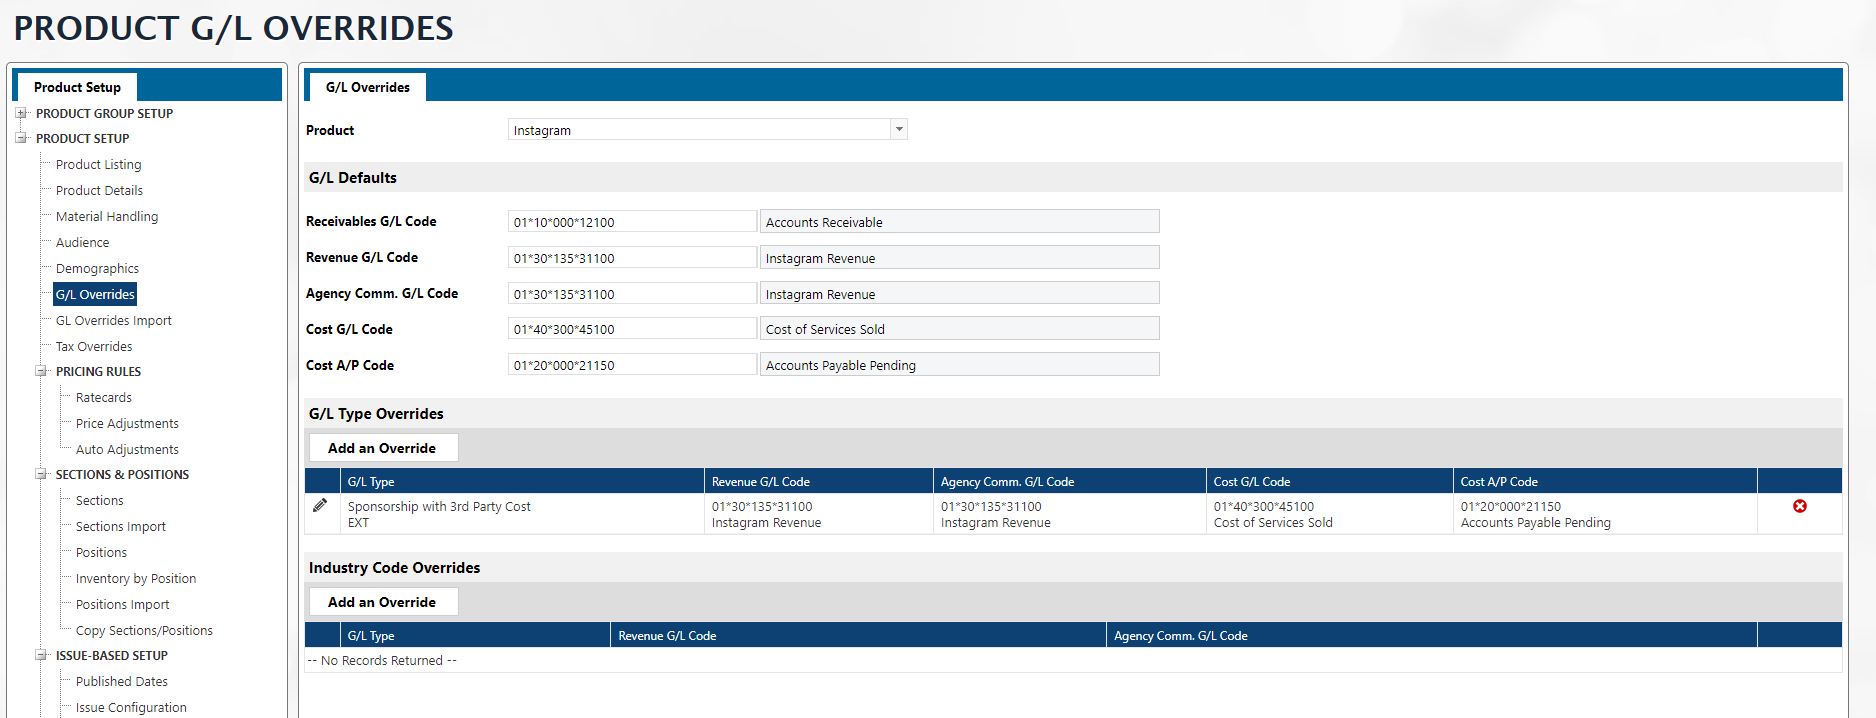 PRODUCT G/L OVERRIDES
Product Setup
PRODUCT GROUP SETUP
PRODUCT SETUP
Product Listing
Product Details
Material Handling
Audience
Demographics
G/L Overrides
GL Overrides Import
Tax Overrides
PRICING RULES
Ratecards
Price Adjustments
Auto Adjustments
SECTIONS & POSITIONS
Sections
Sections Import
Positions
Inventory by Position
Positions Import
Copy Sections/Positions
ISSUE-BASED SETUP
Published Dates
Issue Configuration
G/L Overrides
Product Instagram
G/L Defaults
Receivables G/L Code 01*10*000*12100 Accounts Receivable
Revenue G/L Code 01*30*135*31100 Instagram Revenue
Agency Comm. G/L Code 01*30*135*31100 Instagram Revenue
Cost G/L Code 01*40*300*45100 Cost of Services Sold
Cost A/P Code 01*20*000*21150 Accounts Payable Pending
G/L Type Overrides
Add an Override
G/L Type Revenue G/L Code Agency Comm. G/L Code Cost G/L Code Cost A/P Code
Sponsorship with 3rd Party Cost 01*30*135*31100 01*30*135*31100 01*40*300*45100 01*20*000*21150
EXT Instagram Revenue Instagram Revenue Cost of Services Sold Accounts Payable Pending
Industry Code Overrides
Add an Override
G/L Type Revenue G/L Code Agency Comm. G/L Code
-- No Records Returned --